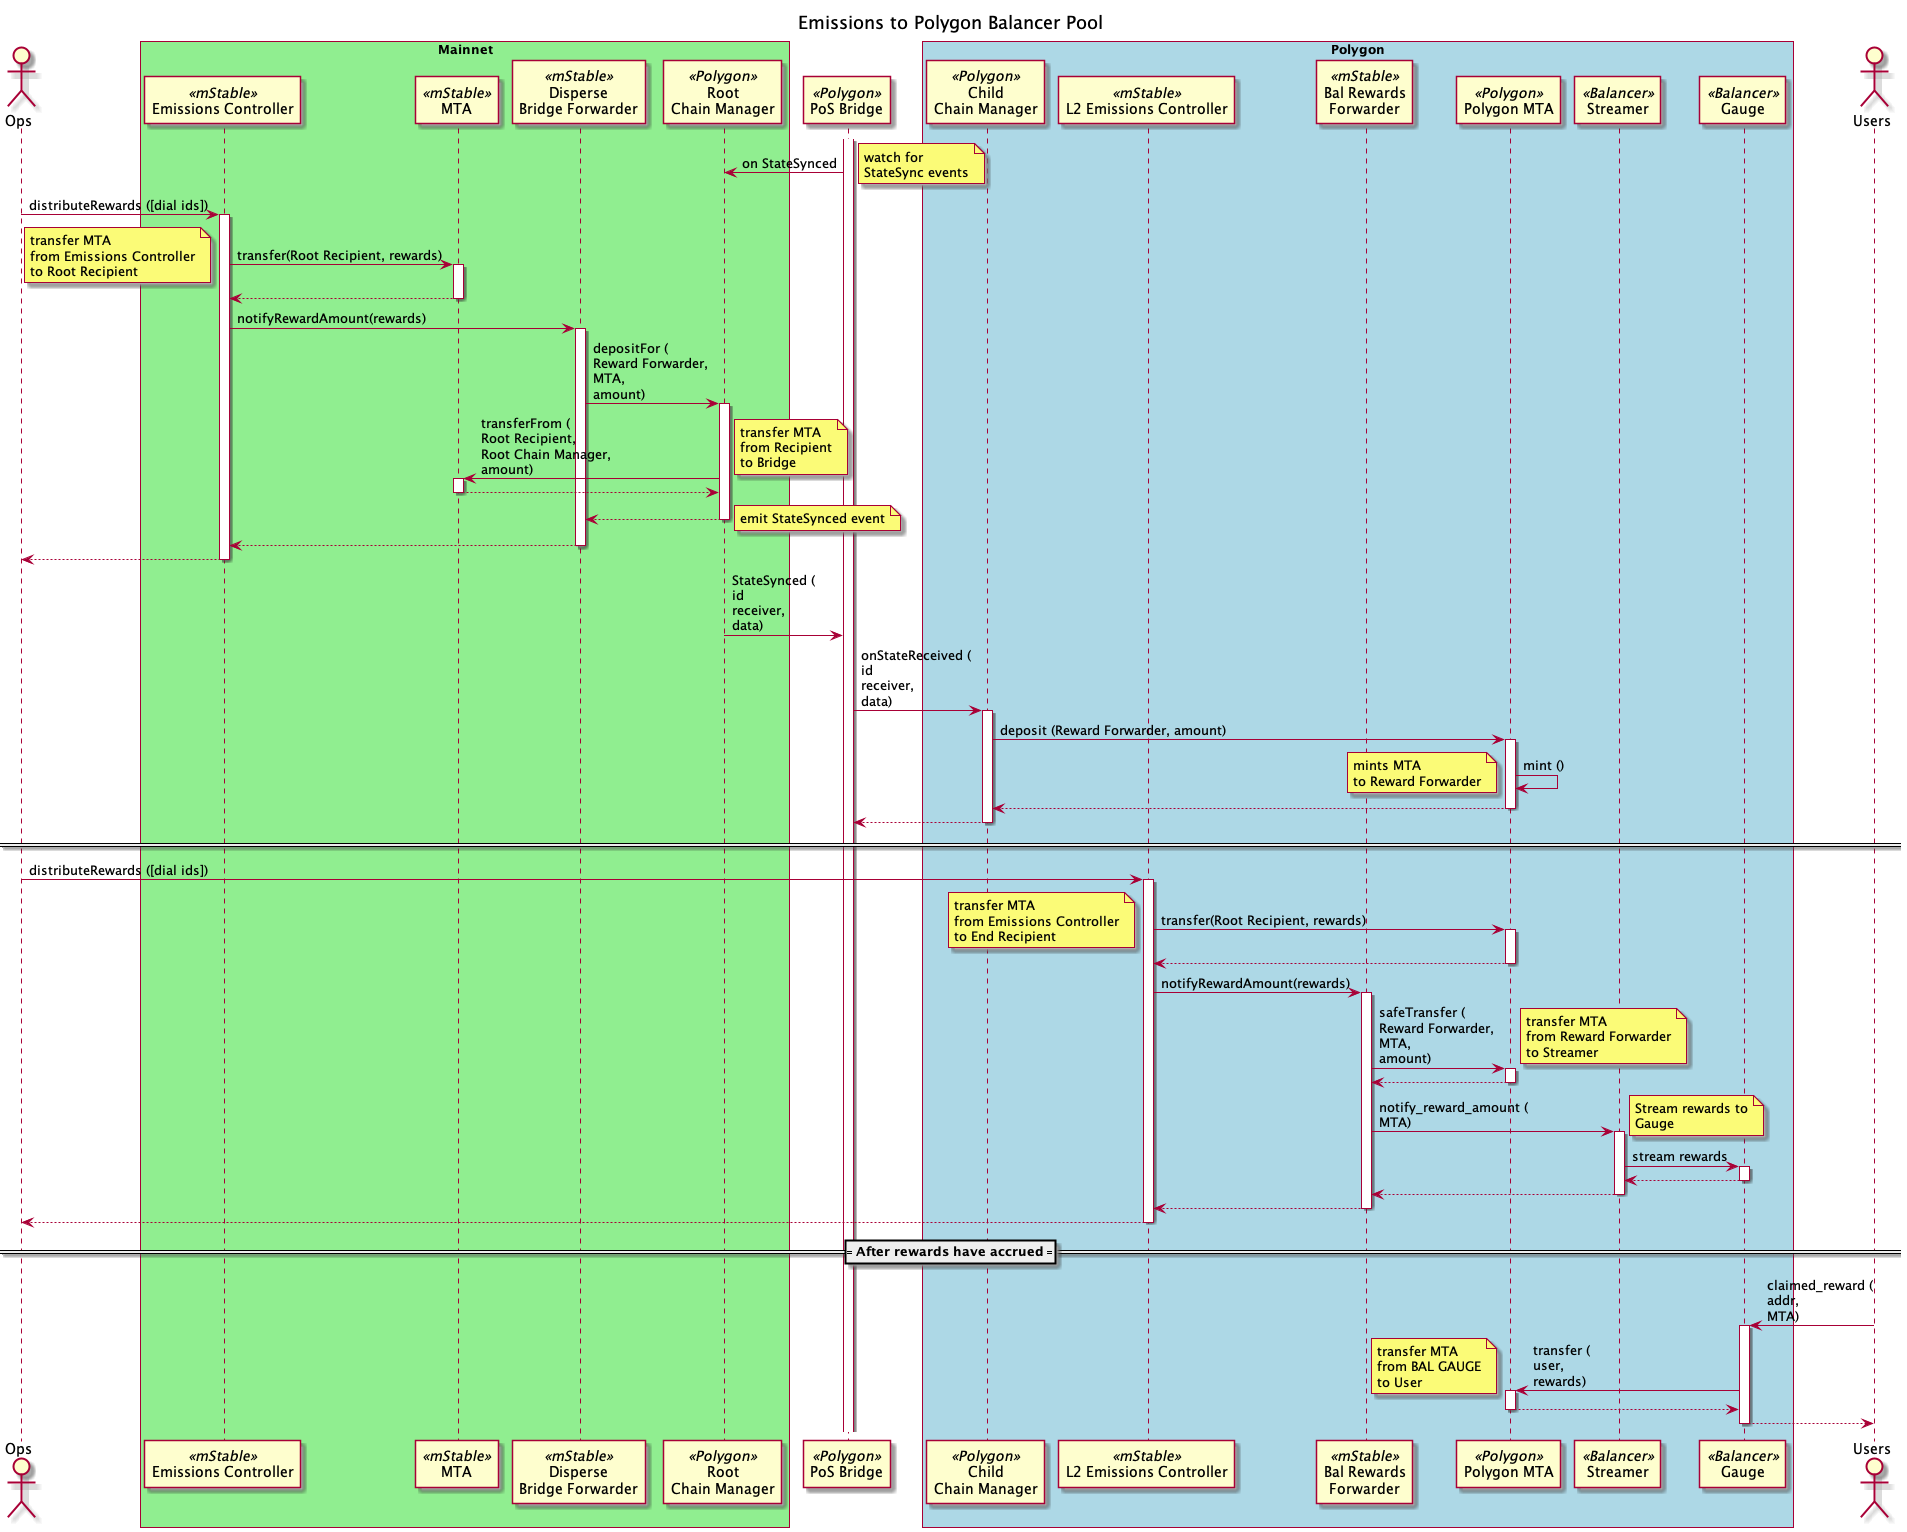 Emissions to Polygon Balancer Pool
Mainnet
Polygon
Ops
«mStable»
Emissions Controller
«mStable»
MTA
«mStable»
Disperse
Bridge Forwarder
«Polygon»
Root
Chain Manager
«Polygon»
PoS Bridge
«Polygon»
Child
Chain Manager
«mStable»
L2 Emissions Controller
«mStable»
Bal Rewards
Forwarder
«Polygon»
Polygon MTA
«Balancer»
Streamer
«Balancer»
Gauge
Users
on StateSynced
watch for
StateSync events
distributeRewards ([dial ids])
transfer MTA
from Emissions Controller
to Root Recipient
transfer(Root Recipient, rewards)
notifyRewardAmount(rewards)
depositFor (
Reward Forwarder,
MTA,
amount)
transferFrom (
Root Recipient,
Root Chain Manager,
amount)
transfer MTA
from Recipient
to Bridge
emit StateSynced event
StateSynced (
id
receiver,
data)
onStateReceived (
id
receiver,
data)
deposit (Reward Forwarder, amount)
mints MTA
to Reward Forwarder
mint ()
distributeRewards ([dial ids])
transfer MTA
from Emissions Controller
to End Recipient
transfer(Root Recipient, rewards)
notifyRewardAmount(rewards)
safeTransfer (
Reward Forwarder,
MTA,
amount)
transfer MTA
from Reward Forwarder
to Streamer
notify_reward_amount (
MTA)
Stream rewards to
Gauge
stream rewards
After rewards have accrued
claimed_reward (
addr,
MTA)
transfer MTA
from BAL GAUGE
to User
transfer (
user,
rewards)
Ops
«mStable»
Emissions Controller
«mStable»
MTA
«mStable»
Disperse
Bridge Forwarder
«Polygon»
Root
Chain Manager
«Polygon»
PoS Bridge
«Polygon»
Child
Chain Manager
«mStable»
L2 Emissions Controller
«mStable»
Bal Rewards
Forwarder
«Polygon»
Polygon MTA
«Balancer»
Streamer
«Balancer»
Gauge
Users